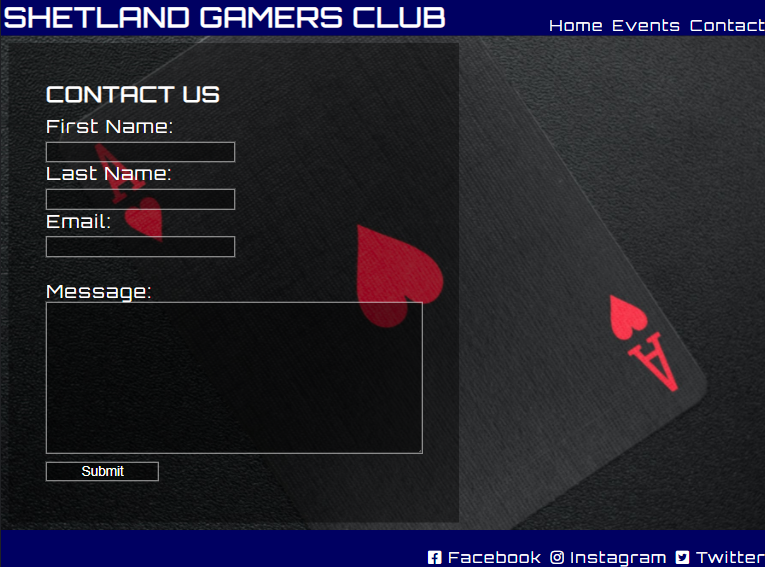 SHETLAND GAMERS CLUB
Home Events Contact
CONTACT US
First Name:
Last Name:
Email:
Message:
Submit
Facebook Instagram Twitter
A
A